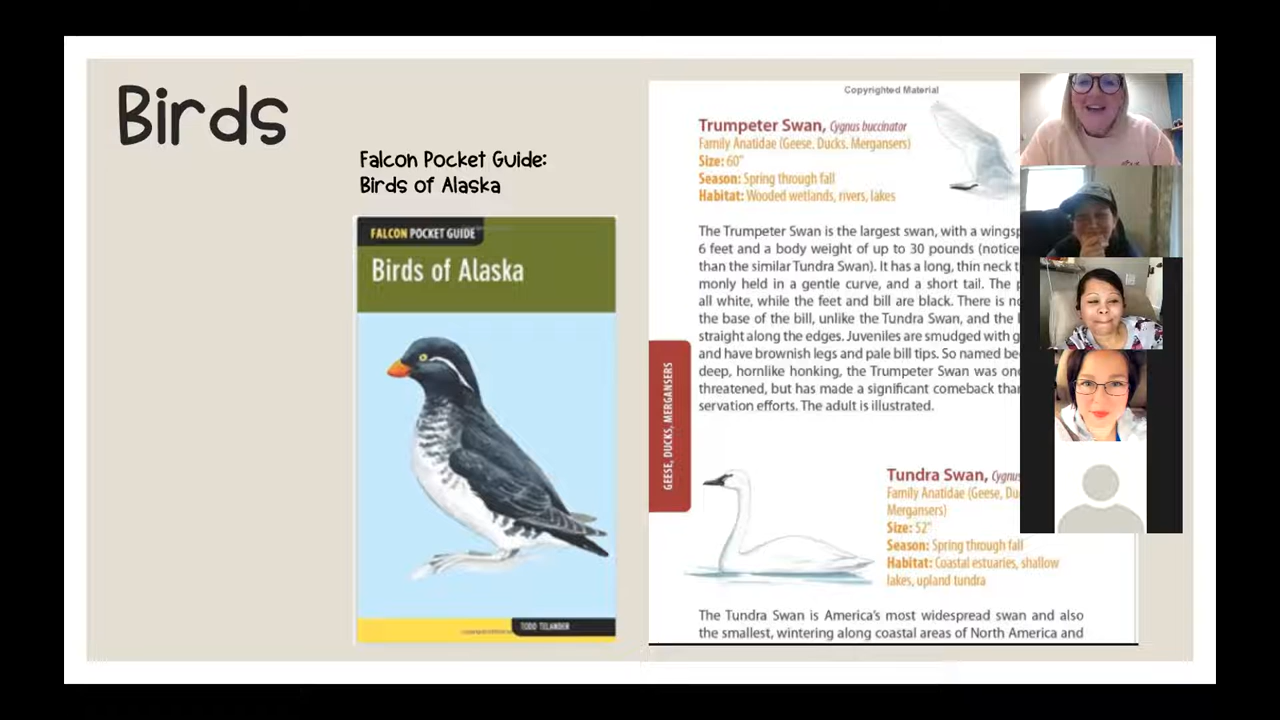 Birds
Falcon Pocket Guide:
Birds of Alaska
FALCON POCKET GUIDE
Birds of Alaska
TODD TELANDER
Copyrighted Material
Trumpeter Swan, Cygnus buccinator
Family Anatidae (Geese, Ducks, Mergansers)
Size: 60"
Season: Spring through fall
Habitat: Wooded wetlands, rivers, lakes
The Trumpeter Swan is the largest swan, with a wingsp
6 feet and a body weight of up to 30 pounds (notice
than the similar Tundra Swan). It has a long, thin neck t
monly held in a gentle curve, and a short tail. The p
all white, while the feet and bill are black. There is no
the base of the bill, unlike the Tundra Swan, and the l
straight along the edges. Juveniles are smudged with g
and have brownish legs and pale bill tips. So named be
deep, hornlike honking, the Trumpeter Swan was onc
threatened, but has made a significant comeback than
servation efforts. The adult is illustrated.
GEESE, DUCKS, MERGANSERS
Tundra Swan, Cygnus
Family Anatidae (Geese, Du
Mergansers)
Size: 52"
Season: Spring through fall
Habitat: Coastal estuaries, shallow
lakes, upland tundra
The Tundra Swan is America's most widespread swan and also
the smallest, wintering along coastal areas of North America and